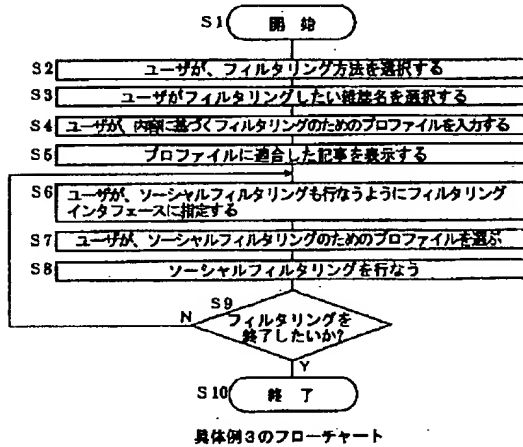 S1 開始
S2 ユーザが、フィルタリング方法を選択する
S3 ユーザがフィルタリングしたい雑誌名を選択する
S4 ユーザが、内容に基づくフィルタリングのためのプロファイルを入力する
S5 プロファイルに適合した記事を表示する
S6 ユーザが、ソーシャルフィルタリングも行なうようにフィルタリング
インタフェースに指定する
S7 ユーザが、ソーシャルフィルタリングのためのプロファイルを選ぶ
S8 ソーシャルフィルタリングを行なう
S9
N フィルタリングを
終了したいか?
Y
S10 終了
具体例3のフローチャート